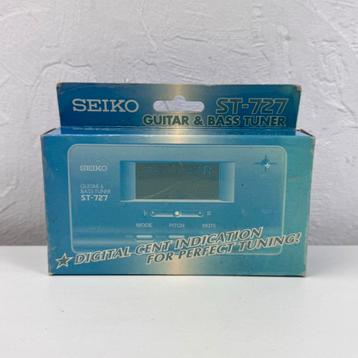 SEIKO
ST-727
GUITAR & BASS TUNER
SEIKO
GUITAR &
BASS TUNER
ST-727
MODE PITCH
★ DIGITAL CENT INDICATION
FOR PERFECT TUNING!